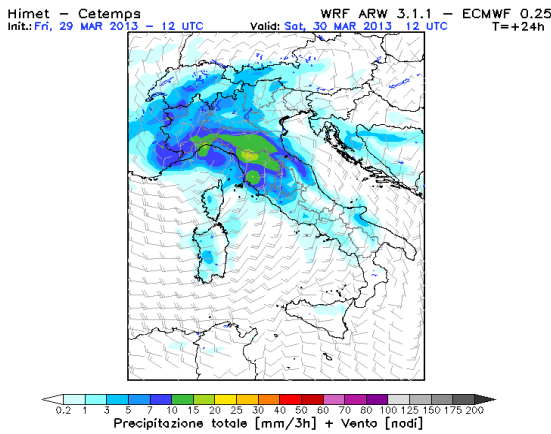 Himet – Cetemps WRF ARW 3.1.1 – ECMWF 0.25
Init.: Fri, 29 MAR 2013 – 12 UTC Valid: Sat, 30 MAR 2013 12 UTC T=+24h
0.2 1 3 5 7 10 15 20 25 30 40 50 60 70 80 100 125 150 175 200
Precipitazione totale [mm/3h] + Vento [nodi]